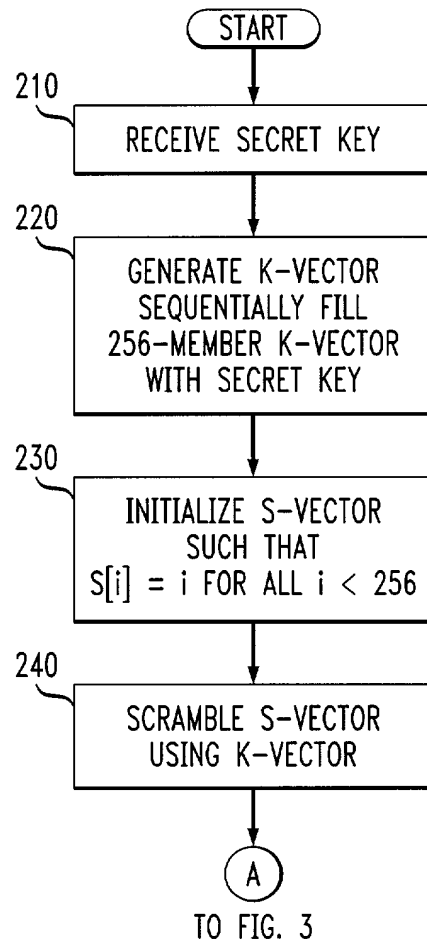 START
210
RECEIVE SECRET KEY
220
GENERATE K-VECTOR
SEQUENTIALLY FILL
256-MEMBER K-VECTOR
WITH SECRET KEY
230
INITIALIZE S-VECTOR
SUCH THAT
S[i] = i FOR ALL i < 256
240
SCRAMBLE S-VECTOR
USING K-VECTOR
A
TO FIG. 3